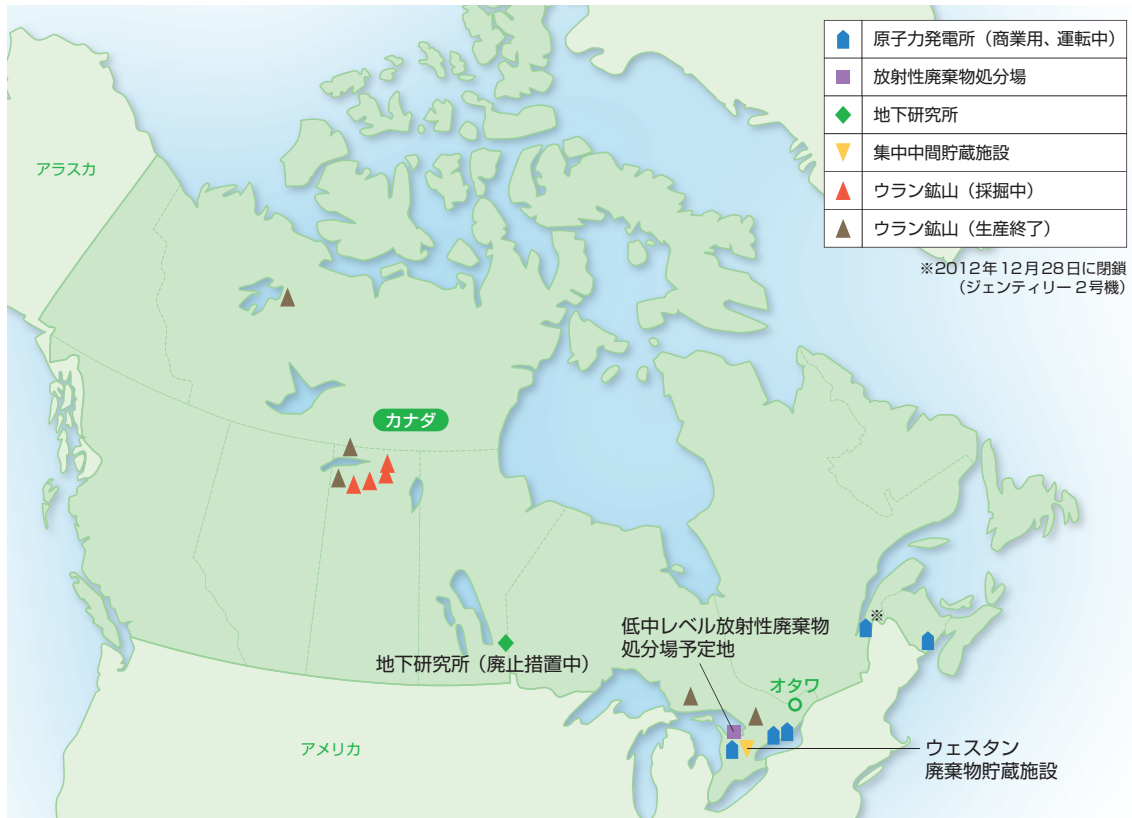 原子力発電所（商業用、運転中）
放射性廃棄物処分場
地下研究所
集中中間貯蔵施設
ウラン鉱山（採掘中）
ウラン鉱山（生産終了）
※2012年12月28日に閉鎖
（ジェンティリー2号機）
アラスカ
カナダ
※
低中レベル放射性廃棄物
処分場予定地
地下研究所（廃止措置中）
オタワ
アメリカ
ウェスタン
廃棄物貯蔵施設